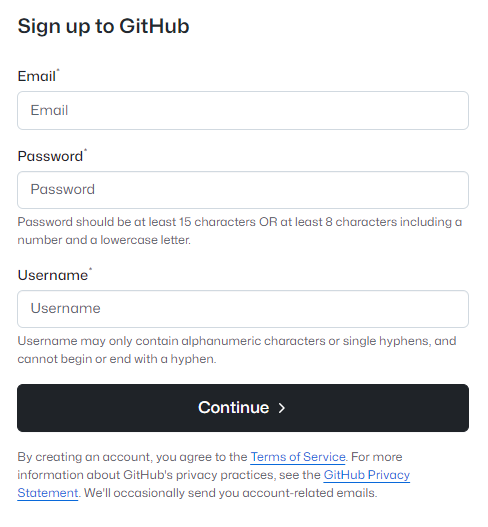 Sign up to GitHub
Email*
Email
Password*
Password
Password should be at least 15 characters OR at least 8 characters including a
number and a lowercase letter.
Username*
Username
Username may only contain alphanumeric characters or single hyphens, and
cannot begin or end with a hyphen.
Continue >
By creating an account, you agree to the Terms of Service. For more
information about GitHub's privacy practices, see the GitHub Privacy
Statement. We'll occasionally send you account-related emails.